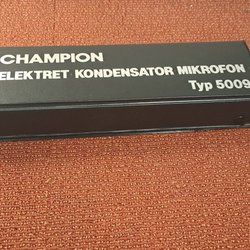 CHAMPION
ELEKTRET KONDENSATOR MIKROFON
Typ 5009